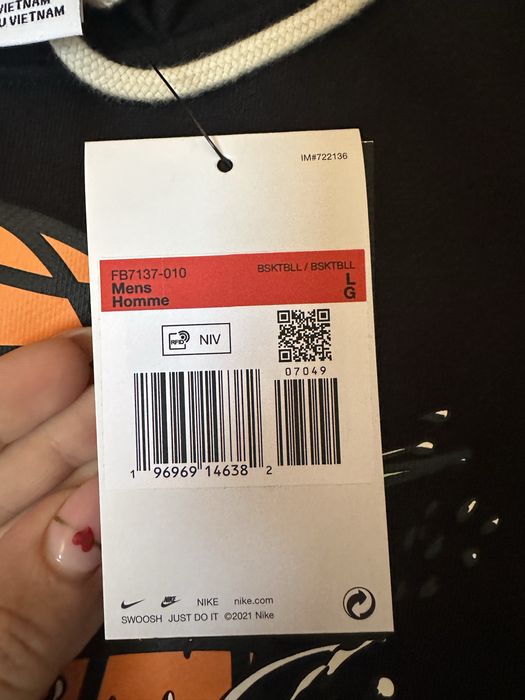 VIETNAM
U VIETNAM
IM#722136
FB7137-010 BSKTBLL / BSKTBLL
Mens L
Homme G
RFID NIV
07049
1 96969 14638 2
NIKE NIKE nike.com
SWOOSH JUST DO IT ©2021 Nike